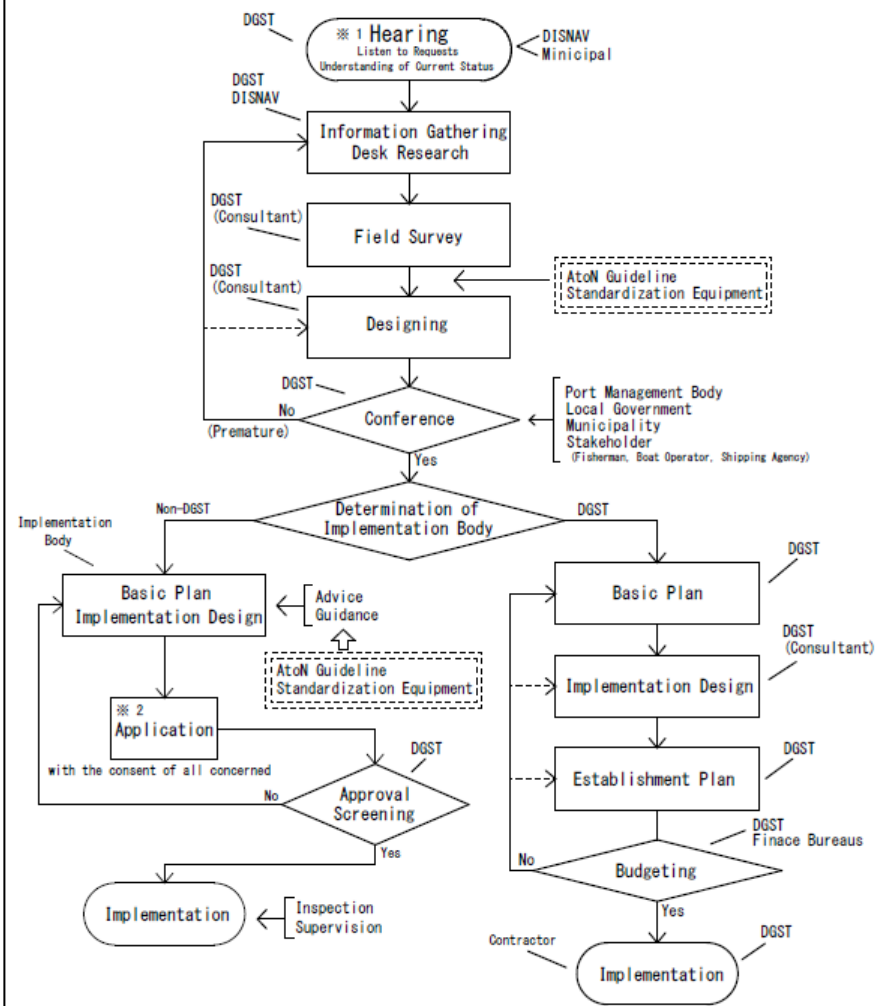 DGST
※ 1 Hearing
Listen to Requests
Understanding of Current Status
DISNAV
Minicipal
DGST
DISNAV
Information Gathering
Desk Research
DGST
(Consultant)
Field Survey
AtoN Guideline
Standardization Equipment
DGST
(Consultant)
Designing
DGST
Conference
No
(Premature)
Yes
Port Management Body
Local Government
Municipality
Stakeholder
(Fisherman, Boat Operator, Shipping Agency)
Determination of
Implementation Body
Non-DGST
DGST
Implementation
Body
Basic Plan
Implementation Design
Advice
Guidance
AtoN Guideline
Standardization Equipment
※ 2
Application
with the consent of all concerned
DGST
Approval
Screening
No
Yes
Implementation
Inspection
Supervision
DGST
Basic Plan
DGST
(Consultant)
Implementation Design
DGST
Establishment Plan
DGST
Finace Bureaus
Budgeting
No
Yes
Contractor
DGST
Implementation